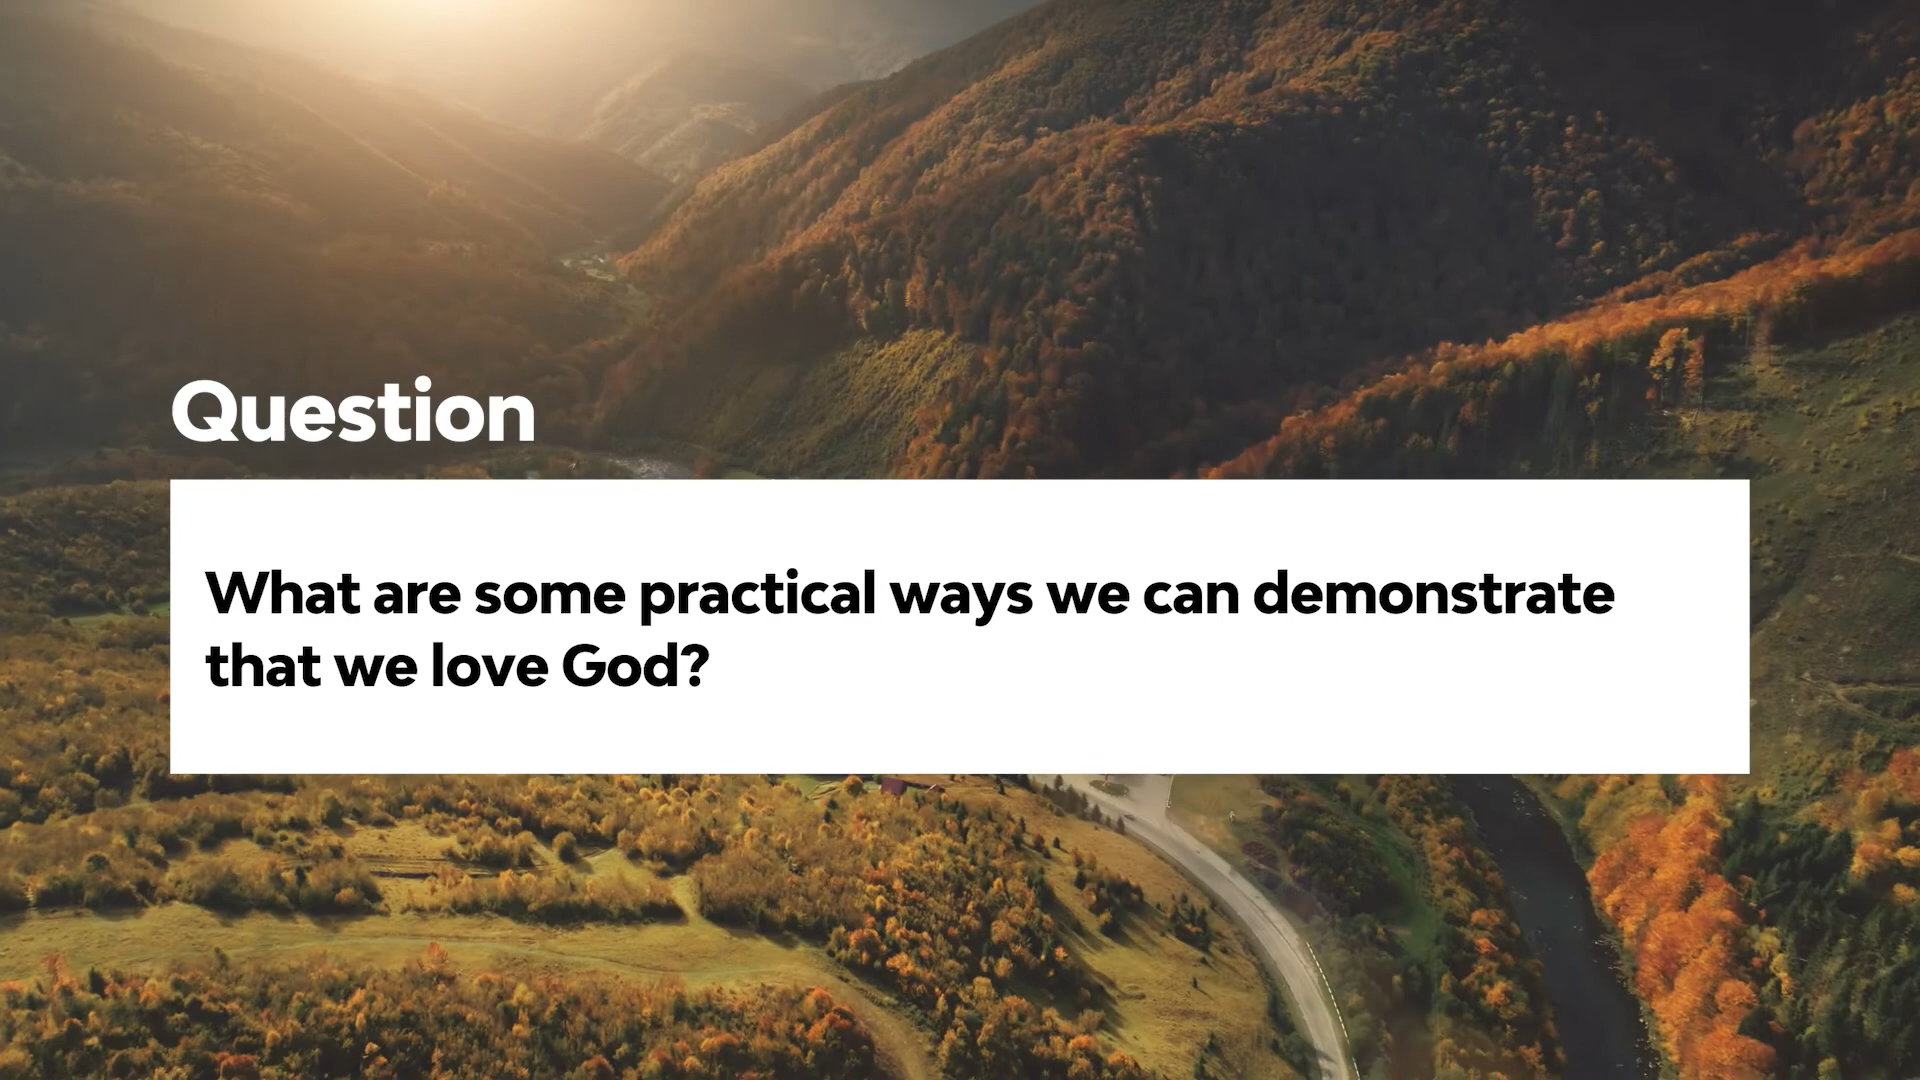 Question
What are some practical ways we can demonstrate
that we love God?